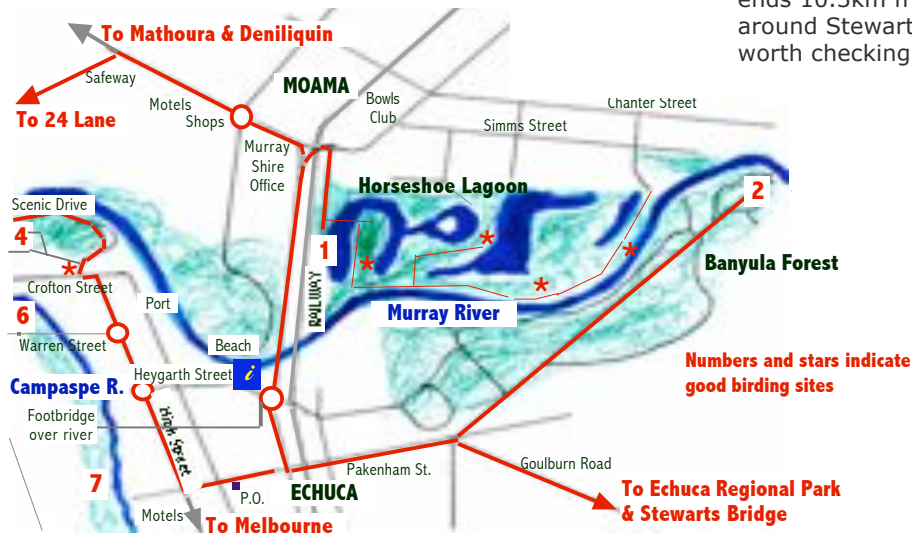 ends 10.5km
around Stewart
worth checking
To Mathoura & Deniliquin
Safeway
MOAMA
Motels
Shops
Bowls
Club
Chanter Street
Simms Street
To 24 Lane
Murray
Shire
Office
Horseshoe Lagoon
Scenic Drive
2
4
1
RAILWAY
Banyula Forest
Crofton Street
Port
Murray River
6
Warren Street
Beach
Numbers and stars indicate
good birding sites
Heygarth Street
i
Campaspe R.
Footbridge
over river
High Street
7
Pakenham St.
Goulburn Road
P.O.
ECHUCA
To Echuca Regional Park
& Stewarts Bridge
Motels
To Melbourne